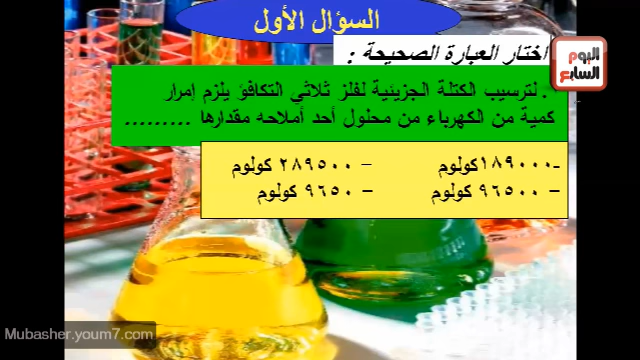 السؤال الأول
اختار العبارة الصحيحة :
اليوم
السابع
. لترسيب الكتلة الجزيئية لفلز ثلاثي التكافؤ يلزم إمرار
كمية من الكهرباء من محلول أحد أملاحه مقدارها .........
-١٨٩٠٠٠كولوم – ٢٨٩٥٠٠ كولوم
– ٩٦٥٠٠ كولوم – ٩٦٥٠ كولوم
Mubasher.youm7.com